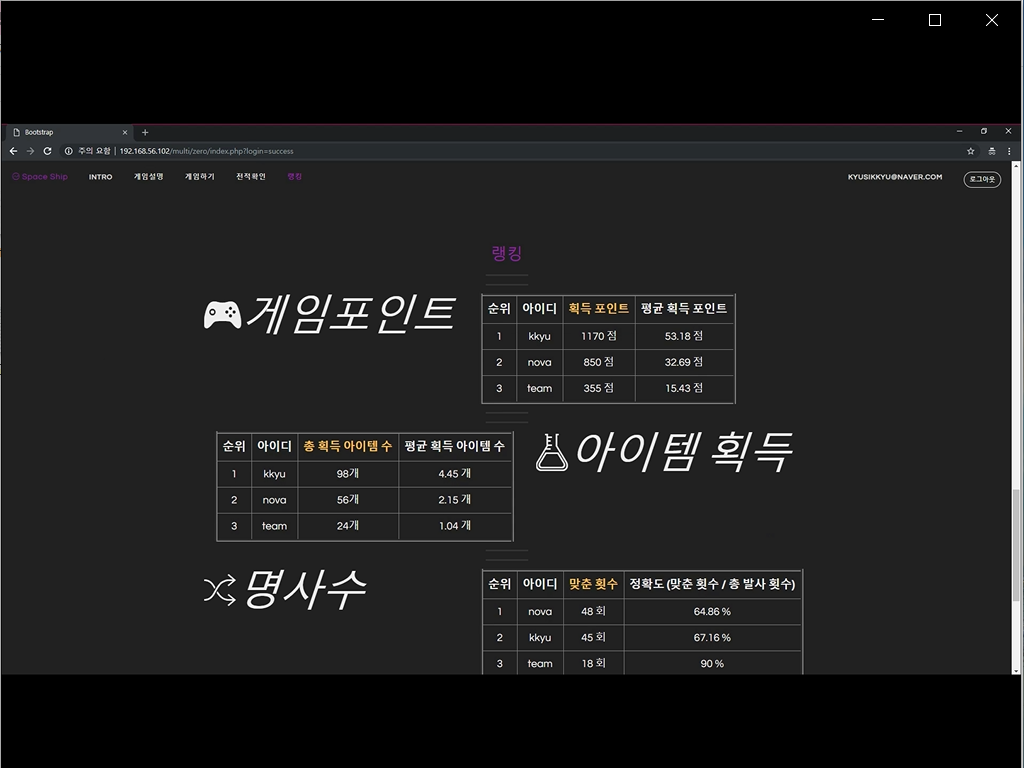 Bootstrap
주의 요함 | 192.168.56.102/multi/zero/index.php?login=success
Space Ship INTRO 게임설명 게임하기 전적확인 랭킹 KYUSIKKYU@NAVER.COM 로그아웃
랭킹
게임포인트
순위 아이디 획득 포인트 평균 획득 포인트
1 kkyu 1170 점 53.18 점
2 nova 850 점 32.69 점
3 team 355 점 15.43 점
순위 아이디 총 획득 아이템 수 평균 획득 아이템 수
1 kkyu 98개 4.45 개
2 nova 56개 2.15 개
3 team 24개 1.04 개
아이템 획득
명사수
순위 아이디 맞춘 횟수 정확도 (맞춘 횟수 / 총 발사 횟수)
1 nova 48 회 64.86 %
2 kkyu 45 회 67.16 %
3 team 18 회 90 %